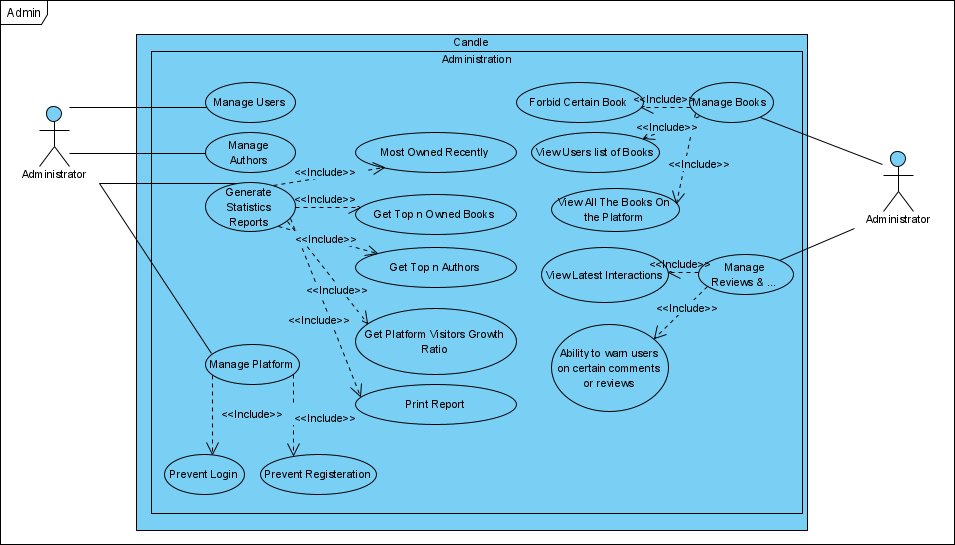 Admin
Candle
Administration
Manage Users
Forbid Certain Book
<<Include>>
Manage Books
<<Include>>
Administrator
Manage
Authors
Most Owned Recently
View Users list of Books
<<Include>>
<<Include>>
Administrator
Generate
Statistics
Reports
<<Include>>
Get Top n Owned Books
View All The Books On
the Platform
<<Include>>
Get Top n Authors
View Latest Interactions
<<Include>>
Manage
Reviews & ...
<<Include>>
<<Include>>
<<Include>>
Get Platform Visitors Growth
Ratio
Ability to warn users
on certain comments
or reviews
Manage Platform
Print Report
<<Include>>
<<Include>>
Prevent Login
Prevent Registeration